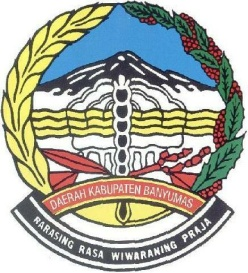 DAERAH KABUPATEN BANYUMAS
RARASING RASA WIWARANING PRAJA